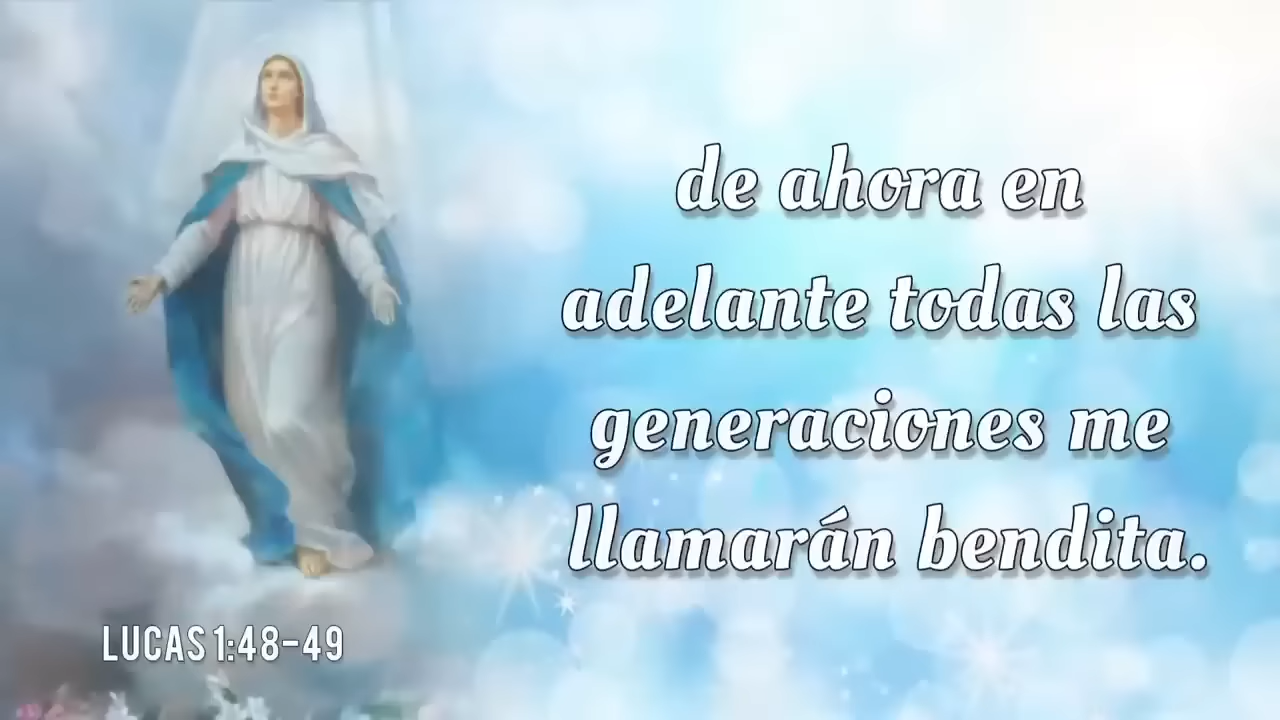 de ahora en
adelante todas las
generaciones me
llamarán bendita.
LUCAS 1:48-49